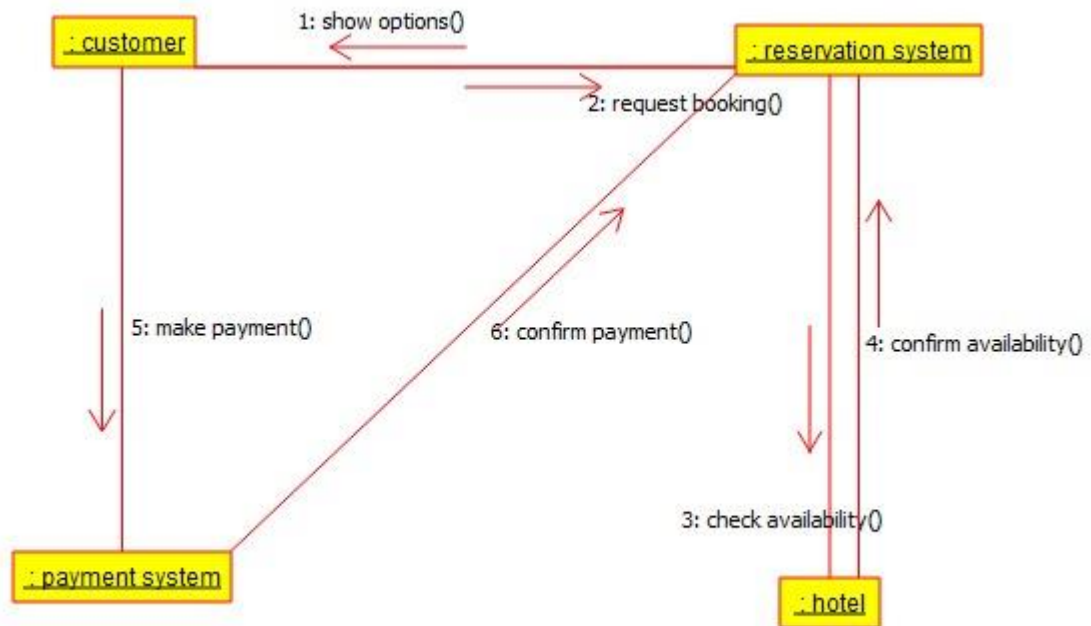 1: show options()
: customer
: reservation system
2: request booking()
5: make payment()
6: confirm payment()
4: confirm availability()
3: check availability()
: payment system
: hotel